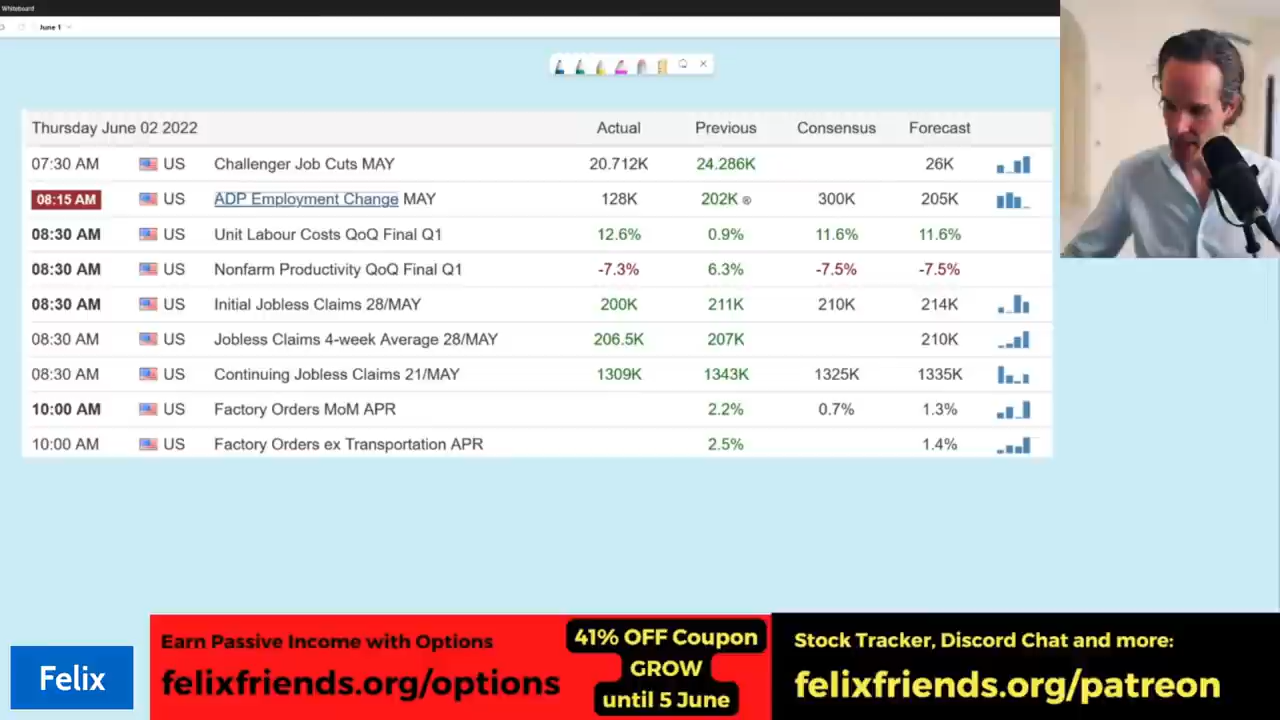 Whiteboard
June 1
Thursday June 02 2022 Actual Previous Consensus Forecast
07:30 AM US Challenger Job Cuts MAY 20.712K 24.286K 26K
08:15 AM US ADP Employment Change MAY 128K 202K ® 300K 205K
08:30 AM US Unit Labour Costs QoQ Final Q1 12.6% 0.9% 11.6% 11.6%
08:30 AM US Nonfarm Productivity QoQ Final Q1 -7.3% 6.3% -7.5% -7.5%
08:30 AM US Initial Jobless Claims 28/MAY 200K 211K 210K 214K
08:30 AM US Jobless Claims 4-week Average 28/MAY 206.5K 207K 210K
08:30 AM US Continuing Jobless Claims 21/MAY 1309K 1343K 1325K 1335K
10:00 AM US Factory Orders MoM APR 2.2% 0.7% 1.3%
10:00 AM US Factory Orders ex Transportation APR 2.5% 1.4%
Felix
Earn Passive Income with Options
felixfriends.org/options
41% OFF Coupon
GROW
until 5 June
Stock Tracker, Discord Chat and more:
felixfriends.org/patreon